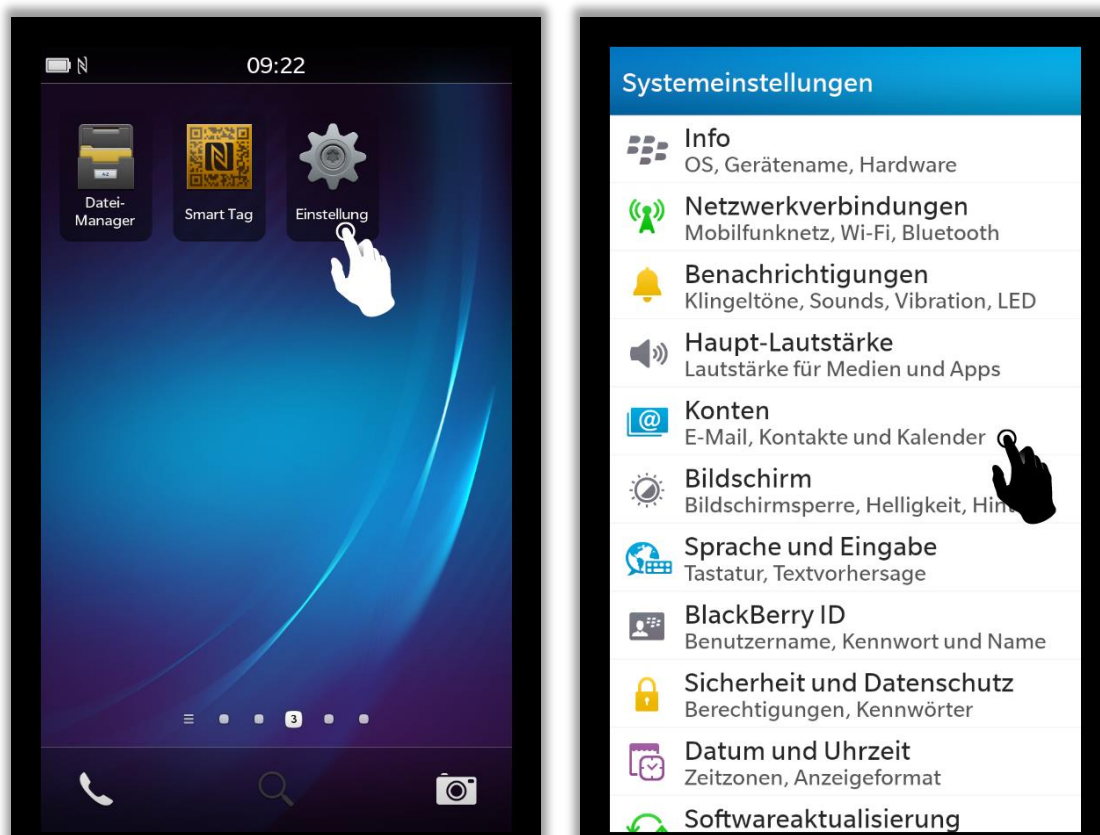 09:22
Datei-
Manager
Smart Tag
Einstellung
3
Systemeinstellungen
Info
OS, Gerätename, Hardware
Netzwerkverbindungen
Mobilfunknetz, Wi-Fi, Bluetooth
Benachrichtigungen
Klingeltöne, Sounds, Vibration, LED
Haupt-Lautstärke
Lautstärke für Medien und Apps
Konten
E-Mail, Kontakte und Kalender
Bildschirm
Bildschirmsperre, Helligkeit,
Sprache und Eingabe
Tastatur, Textvorhersage
BlackBerry ID
Benutzername, Kennwort und Name
Sicherheit und Datenschutz
Berechtigungen, Kennwörter
Datum und Uhrzeit
Zeitzonen, Anzeigeformat
Softwareaktualisierung